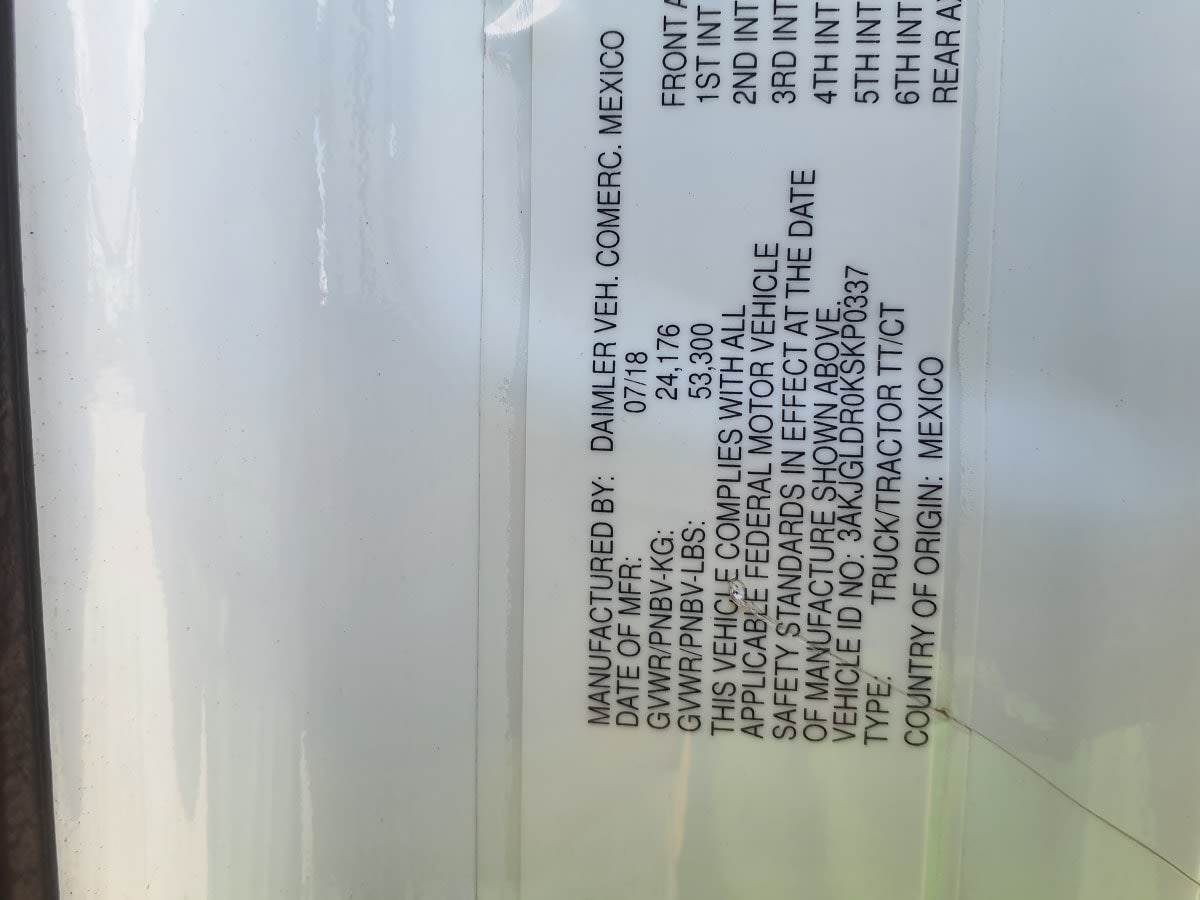 MANUFACTURED BY: DAIMLER VEH. COMERC. MEXICO
DATE OF MFR: 07/18
GVWR/PNBV-KG: 24,176
GVWR/PNBV-LBS: 53,300
THIS VEHICLE COMPLIES WITH ALL
APPLICABLE FEDERAL MOTOR VEHICLE
SAFETY STANDARDS IN EFFECT AT THE DATE
OF MANUFACTURE SHOWN ABOVE.
VEHICLE ID NO: 3AKJGLDR0KSKP0337
TYPE: TRUCK/TRACTOR TT/CT
COUNTRY OF ORIGIN: MEXICO
FRONT
1ST INT
2ND INT
3RD INT
4TH INT
5TH INT
6TH INT
REAR